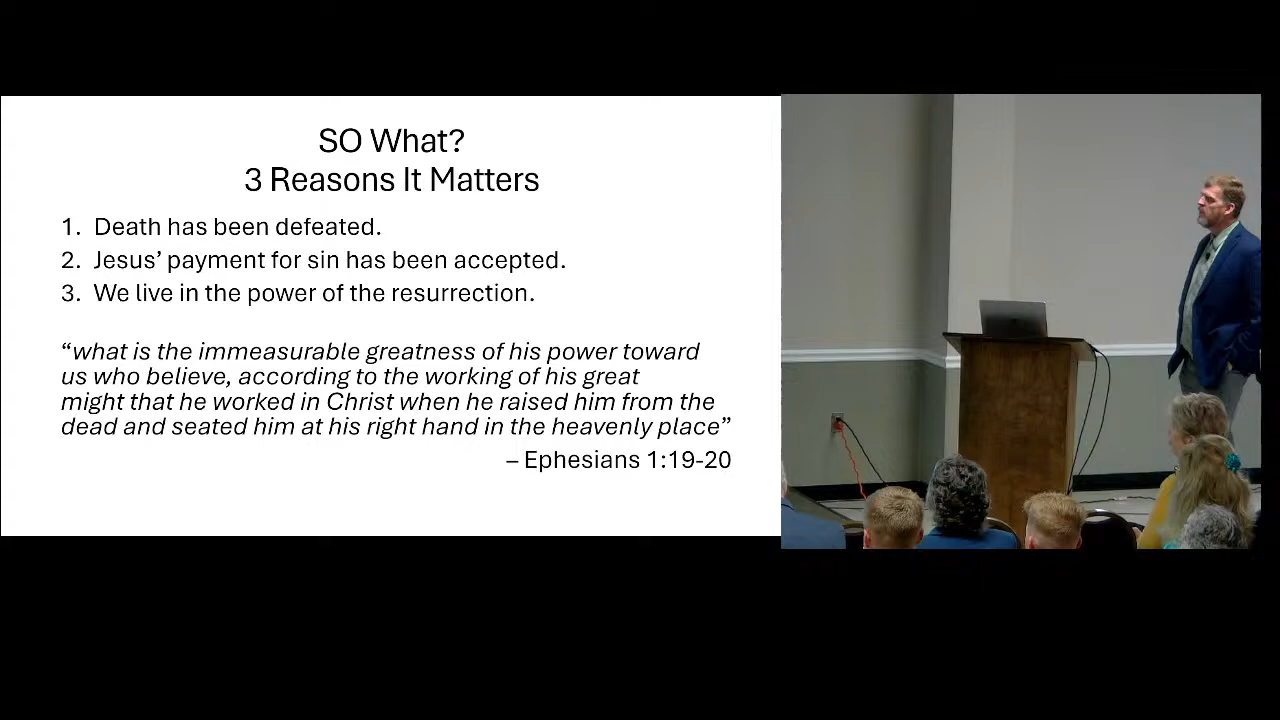 SO What?
3 Reasons It Matters
1. Death has been defeated.
2. Jesus’ payment for sin has been accepted.
3. We live in the power of the resurrection.
“what is the immeasurable greatness of his power toward
us who believe, according to the working of his great
might that he worked in Christ when he raised him from the
dead and seated him at his right hand in the heavenly place”
– Ephesians 1:19-20